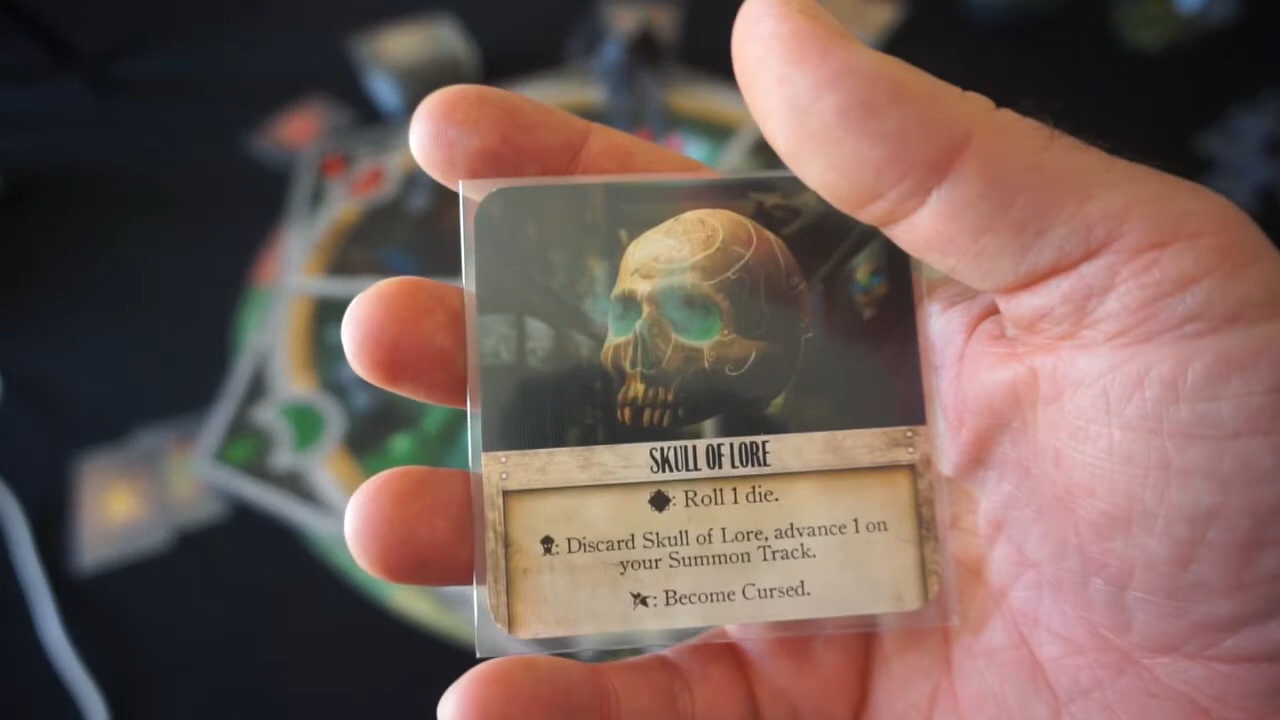 SKULL OF LORE
: Roll 1 die.
: Discard Skull of Lore, advance 1 on
your Summon Track.
: Become Cursed.